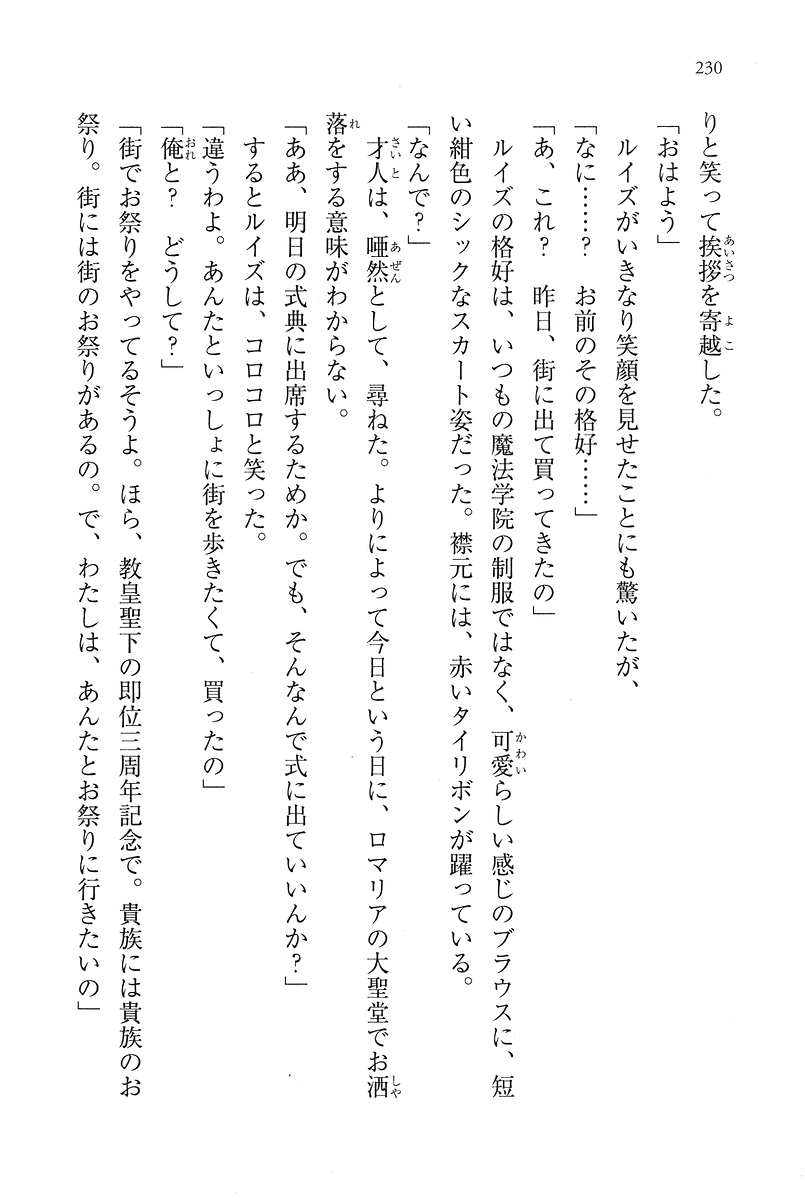 230
りと笑って挨拶を寄越した。
「おはよう」
ルイズがいきなり笑顔を見せたことにも驚いたが、
「なに……？　お前のその格好……」
「あ、これ？　昨日、街に出て買ってきたの」
ルイズの格好は、いつもの魔法学院の制服ではなく、可愛らしい感じのブラウスに、短
い紺色のシックなスカート姿だった。襟元には、赤いタイリボンが躍っている。
「なんで？」
才人は、唖然として、尋ねた。よりによって今日という日に、ロマリアの大聖堂でお洒
落をする意味がわからない。
「ああ、明日の式典に出席するためか。でも、そんなんで式に出ていいんか？」
するとルイズは、コロコロと笑った。
「違うわよ。あんたといっしょに街を歩きたくて、買ったの」
「俺と？　どうして？」
「街でお祭りをやってるそうよ。ほら、教皇聖下の即位三周年記念で。貴族には貴族のお
祭り。街には街のお祭りがあるの。で、わたしは、あんたとお祭りに行きたいの」